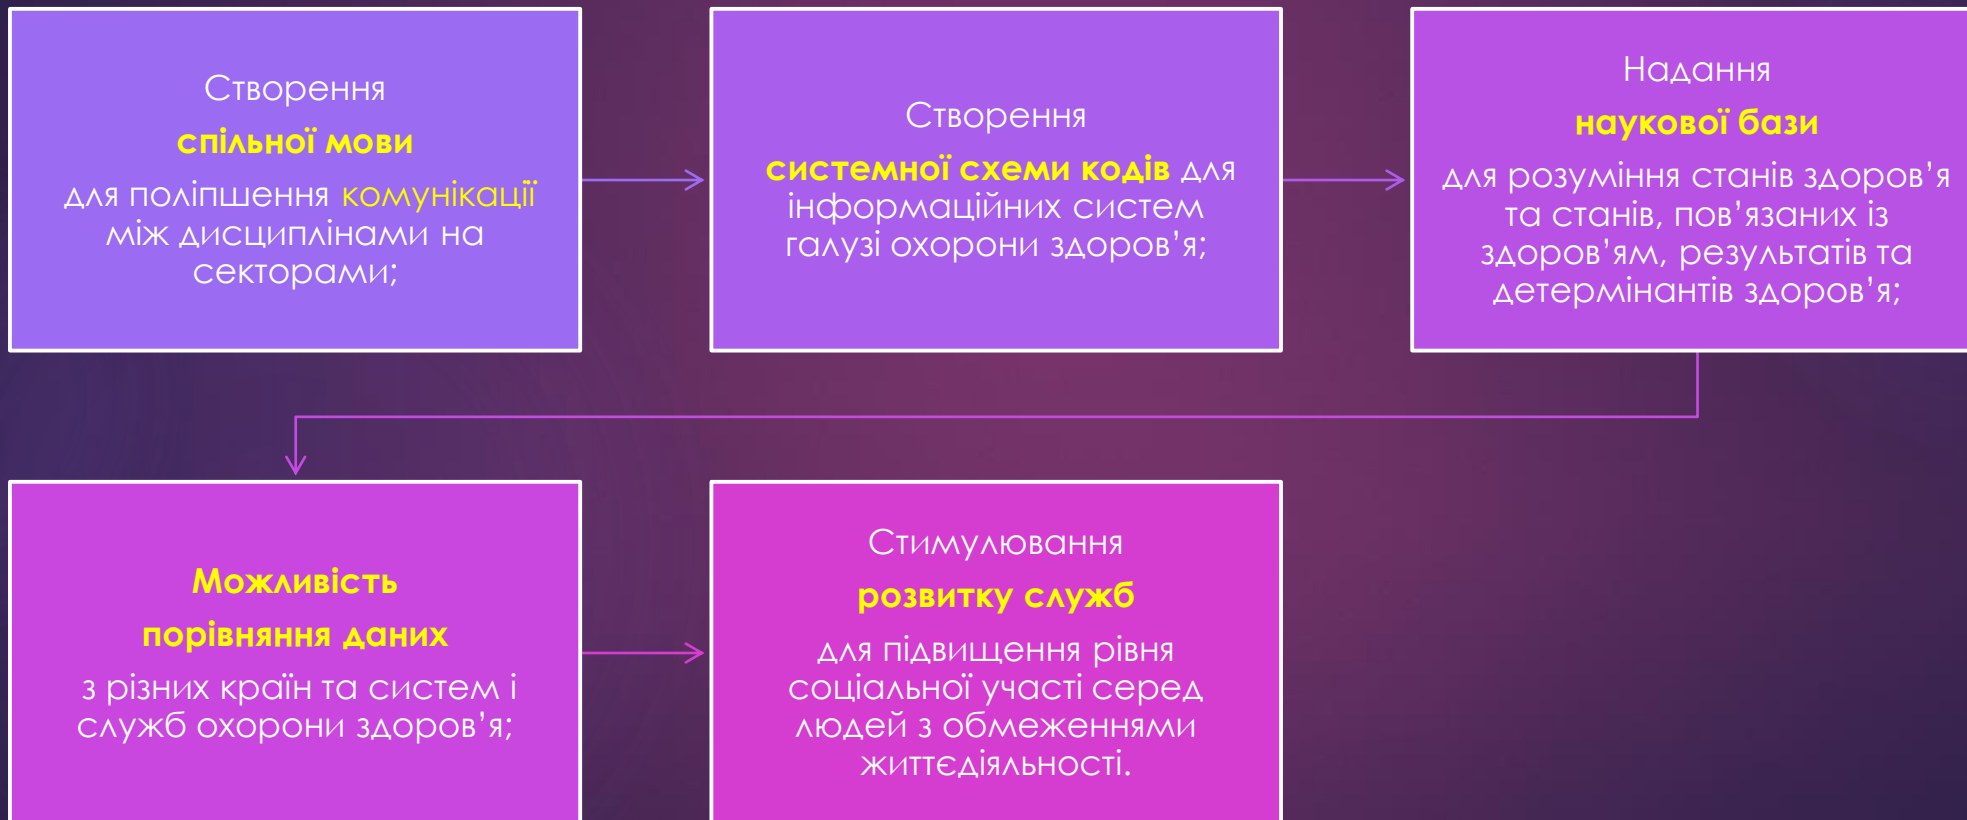 Створення
спільної мови
для поліпшення комунікації
між дисциплінами на
секторами;
Створення
системної схеми кодів для
інформаційних систем
галузі охорони здоров’я;
Надання
наукової бази
для розуміння станів здоров’я
та станів, пов’язаних із
здоров’ям, результатів та
детермінантів здоров’я;
Можливість
порівняння даних
з різних країн та систем і
служб охорони здоров’я;
Стимулювання
розвитку служб
для підвищення рівня
соціальної участі серед
людей з обмеженнями
життєдіяльності.